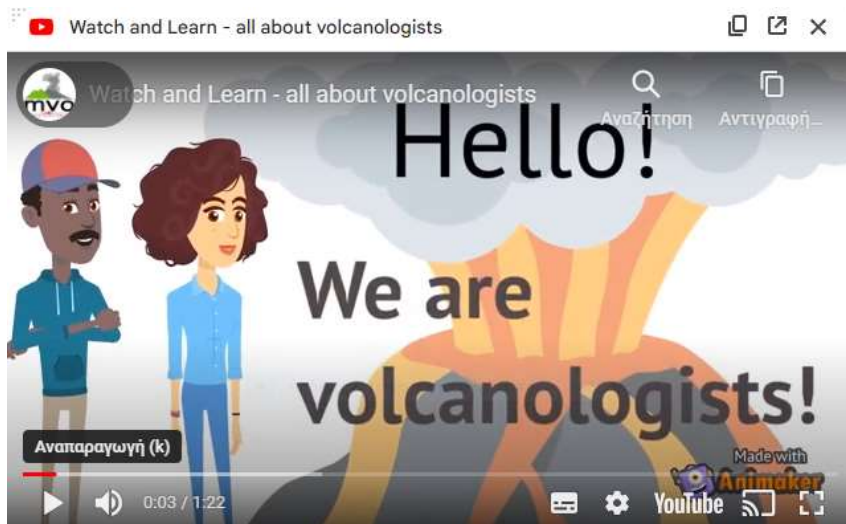 Watch and Learn - all about volcanologists
mvo
Watch and Learn - all about volcanologists
Αναζήτηση
Αντιγραφή...
Hello!
We are
volcanologists!
Αναπαραγωγή (k)
Made with
Animaker
0:03 / 1:22
YouTube